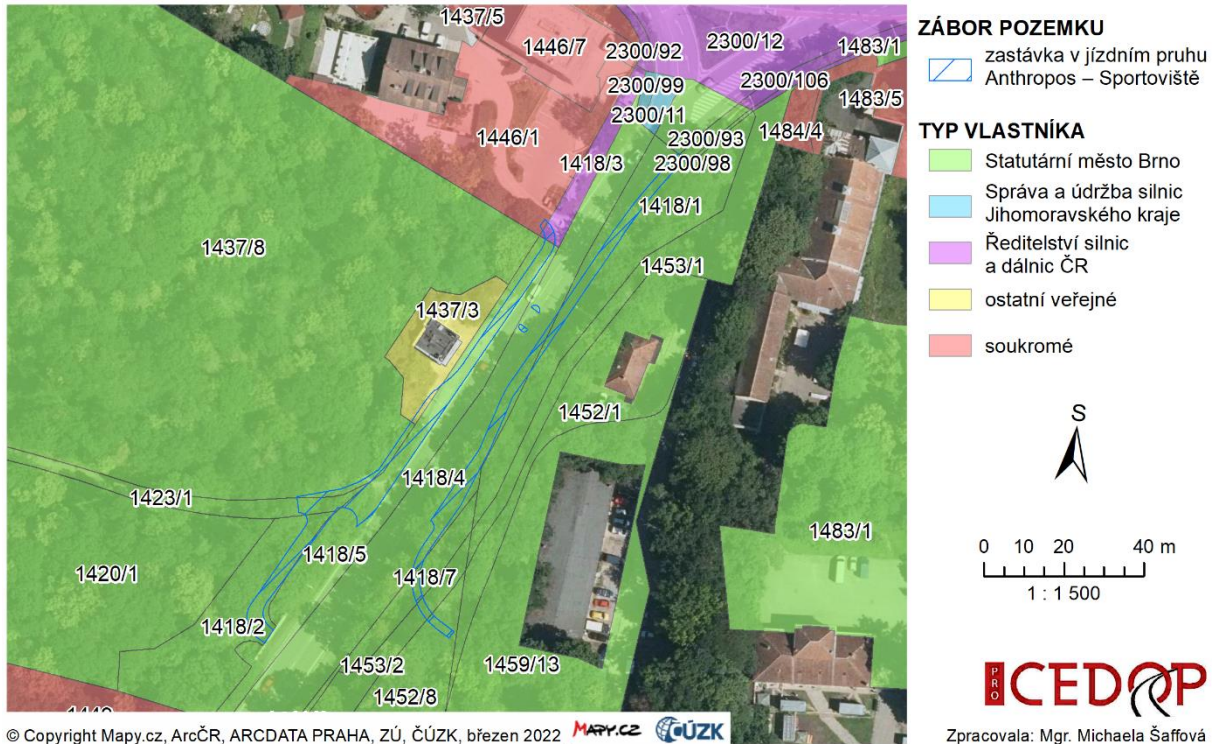 1437/5
1446/7
2300/92
2300/12
1483/1
2300/99
2300/106
1483/5
2300/11
1446/1
2300/93
1484/4
1418/3
2300/98
1418/1
1437/8
1453/1
1437/3
1452/1
1418/4
1423/1
1483/1
1418/5
1420/1
1418/7
1418/2
1453/2
1459/13
1452/8
ZÁBOR POZEMKU
zastávka v jízdním pruhu
Anthropos – Sportoviště
TYP VLASTNÍKA
Statutární město Brno
Správa a údržba silnic
Jihomoravského kraje
Ředitelství silnic
a dálnic ČR
ostatní veřejné
soukromé
S
0 10 20 40 m
1 : 1 500
PRO ICEDOP
Zpracovala: Mgr. Michaela Šaffová
© Copyright Mapy.cz, ArcČR, ARCDATA PRAHA, ZÚ, ČÚZK, březen 2022 MAPY.CZ ČÚZK